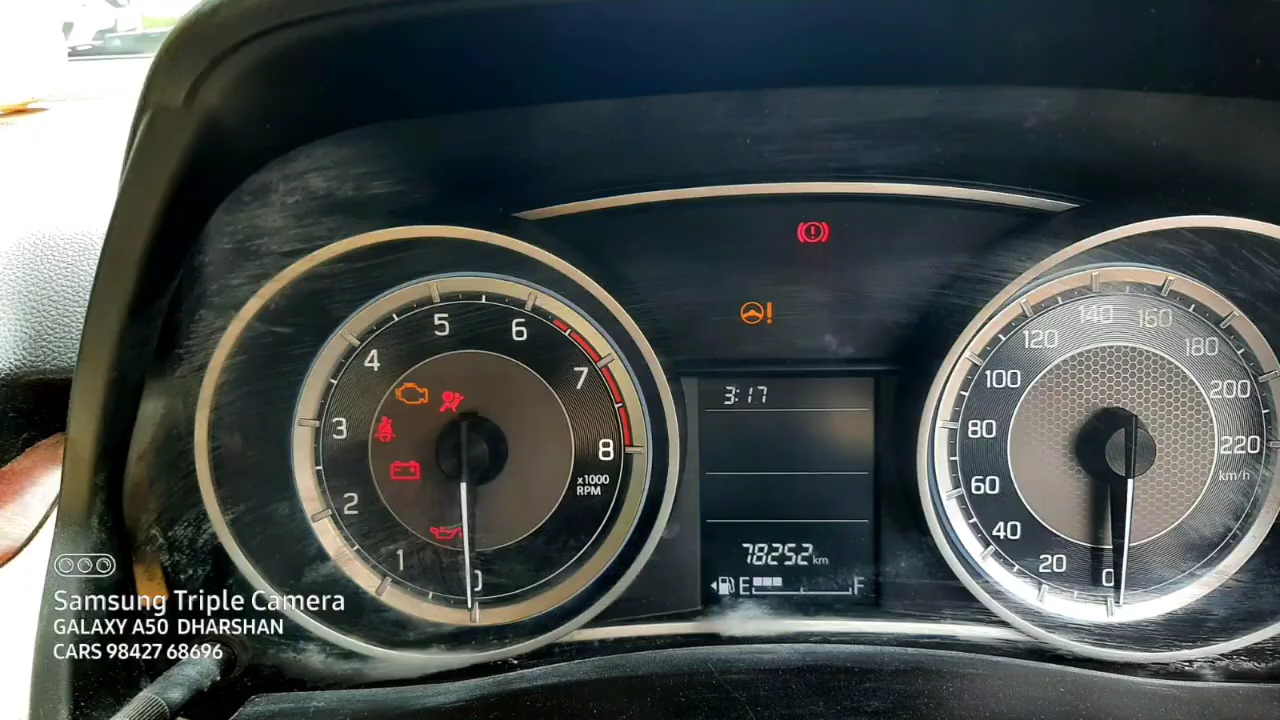 5
6
4
7
3
8
x1000
RPM
2
1
0
3:17
78252 km
E F
140
160
120
180
100
200
80
220
km/h
60
40
20
0
Samsung Triple Camera
GALAXY A50 DHARSHAN
CARS 98427 68696